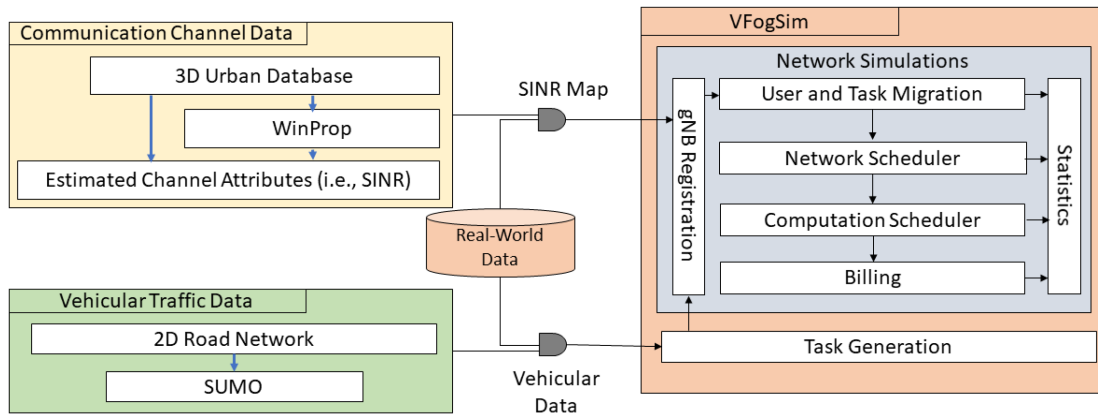 Communication Channel Data
3D Urban Database
WinProp
Estimated Channel Attributes (i.e., SINR)
Real-World
Data
Vehicular Traffic Data
2D Road Network
SUMO
SINR Map
Vehicular
Data
VFogSim
Network Simulations
gNB Registration
User and Task Migration
Network Scheduler
Computation Scheduler
Billing
Statistics
Task Generation